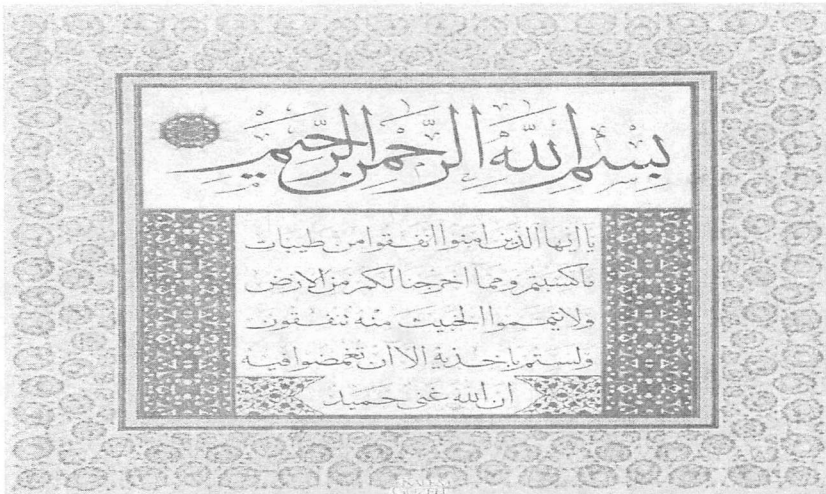 بسم الله الرحمن الرحيم
يا ايها الذين امنوا انفقوا من طيبات
ما كسبتم ومما اخرجنا لكم من الارض
ولا تيمموا الخبيث منه تنفقون
ولستم باخذيه الا ان تغمضوا فيه
ان الله غنى حميد